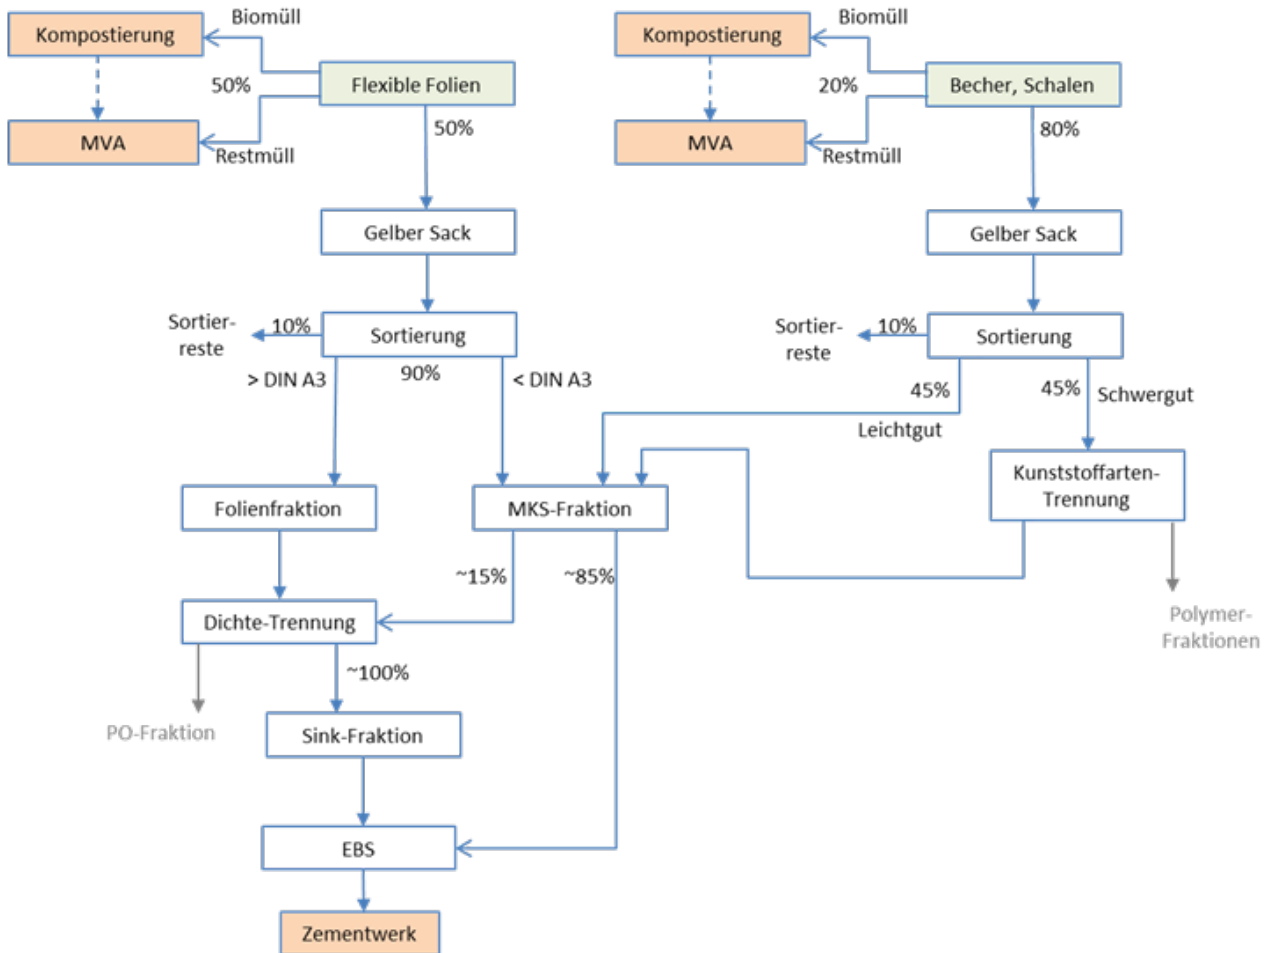 Biomüll
Kompostierung
50%
Flexible Folien
MVA
Restmüll
50%
Gelber Sack
Sortier-
reste
10%
Sortierung
> DIN A3
90%
< DIN A3
Folienfraktion
MKS-Fraktion
~15%
~85%
Dichte-Trennung
~100%
PO-Fraktion
Sink-Fraktion
EBS
Zementwerk
Biomüll
Kompostierung
20%
Becher, Schalen
MVA
Restmüll
80%
Gelber Sack
Sortier-
reste
10%
Sortierung
45%
45%
Schwergut
Leichtgut
Kunststoffarten-
Trennung
Polymer-
Fraktionen